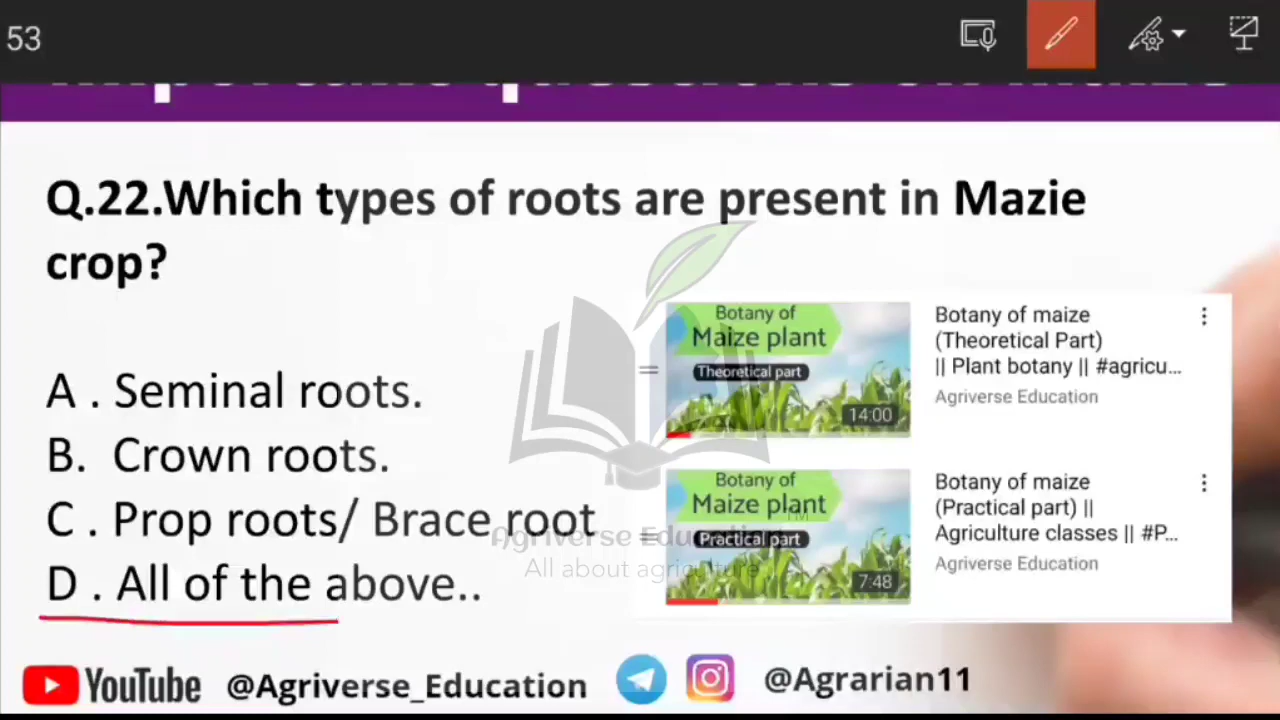 53
Q.22.Which types of roots are present in Mazie
crop?
A . Seminal roots.
B. Crown roots.
C . Prop roots/ Brace root
D . All of the above..
=
Botany of
Maize plant
Theoretical part
14:00
Botany of maize
(Theoretical Part)
|| Plant botany || #agricu...
Agriverse Education
=
Botany of
Maize plant
Practical part
7:48
Botany of maize
(Practical part) ||
Agriculture classes || #P...
Agriverse Education
Agriverse Education™
All about agriculture
YouTube @Agriverse_Education
@Agrarian11